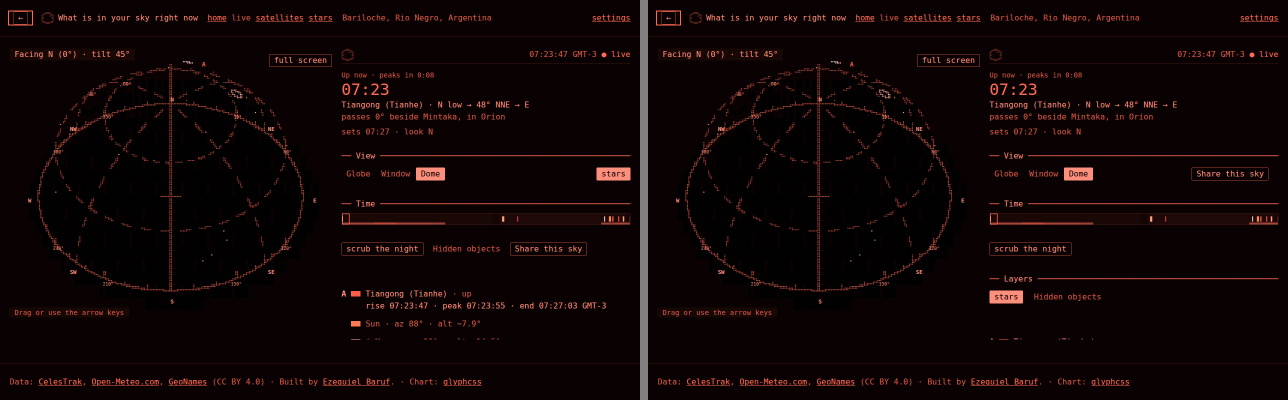 ← What is in your sky right now home live satellites stars Bariloche, Rio Negro, Argentina settings
Facing N (0°) · tilt 45°
full screen
A
N
NW
NE
W
E
SW
SE
S
Drag or use the arrow keys
07:23:47 GMT-3 ● live
Up now · peaks in 0:08
07:23
Tiangong (Tianhe) · N low → 48° NNE → E
passes 0° beside Mintaka, in Orion
sets 07:27 · look N
View
Globe Window Dome stars
Time
scrub the night Hidden objects Share this sky
A Tiangong (Tianhe) · up
rise 07:23:47 · peak 07:23:55 · end 07:27:03 GMT-3
Sun · az 88° · alt −7.9°
Data: CelesTrak, Open-Meteo.com, GeoNames (CC BY 4.0) · Built by Ezequiel Baruf. · Chart: glyphcss
← What is in your sky right now home live satellites stars Bariloche, Rio Negro, Argentina settings
Facing N (0°) · tilt 45°
full screen
A
N
NW
NE
W
E
SW
SE
S
Drag or use the arrow keys
07:23:47 GMT-3 ● live
Up now · peaks in 0:08
07:23
Tiangong (Tianhe) · N low → 48° NNE → E
passes 0° beside Mintaka, in Orion
sets 07:27 · look N
View
Globe Window Dome Share this sky
Time
scrub the night
Layers
stars Hidden objects
Data: CelesTrak, Open-Meteo.com, GeoNames (CC BY 4.0) · Built by Ezequiel Baruf. · Chart: glyphcss